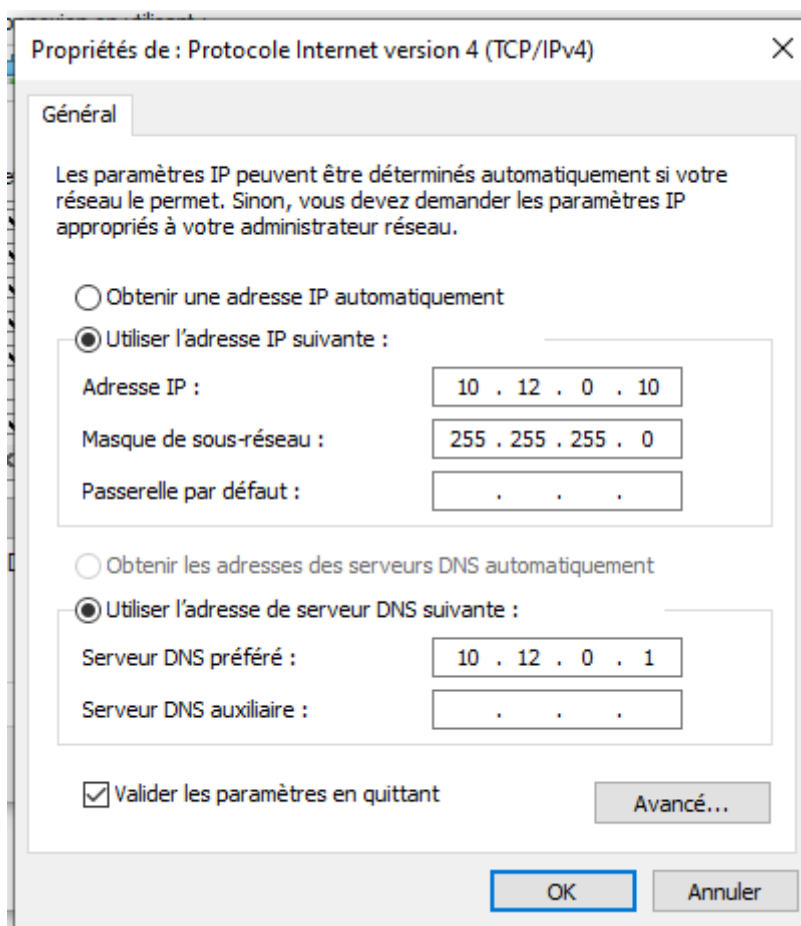 Propriétés de : Protocole Internet version 4 (TCP/IPv4)
Général
Les paramètres IP peuvent être déterminés automatiquement si votre
réseau le permet. Sinon, vous devez demander les paramètres IP
appropriés à votre administrateur réseau.
Obtenir une adresse IP automatiquement
Utiliser l'adresse IP suivante :
Adresse IP : 10 . 12 . 0 . 10
Masque de sous-réseau : 255 . 255 . 255 . 0
Passerelle par défaut : . . .
Obtenir les adresses des serveurs DNS automatiquement
Utiliser l'adresse de serveur DNS suivante :
Serveur DNS préféré : 10 . 12 . 0 . 1
Serveur DNS auxiliaire : . . .
Valider les paramètres en quittant
Avancé...
OK Annuler